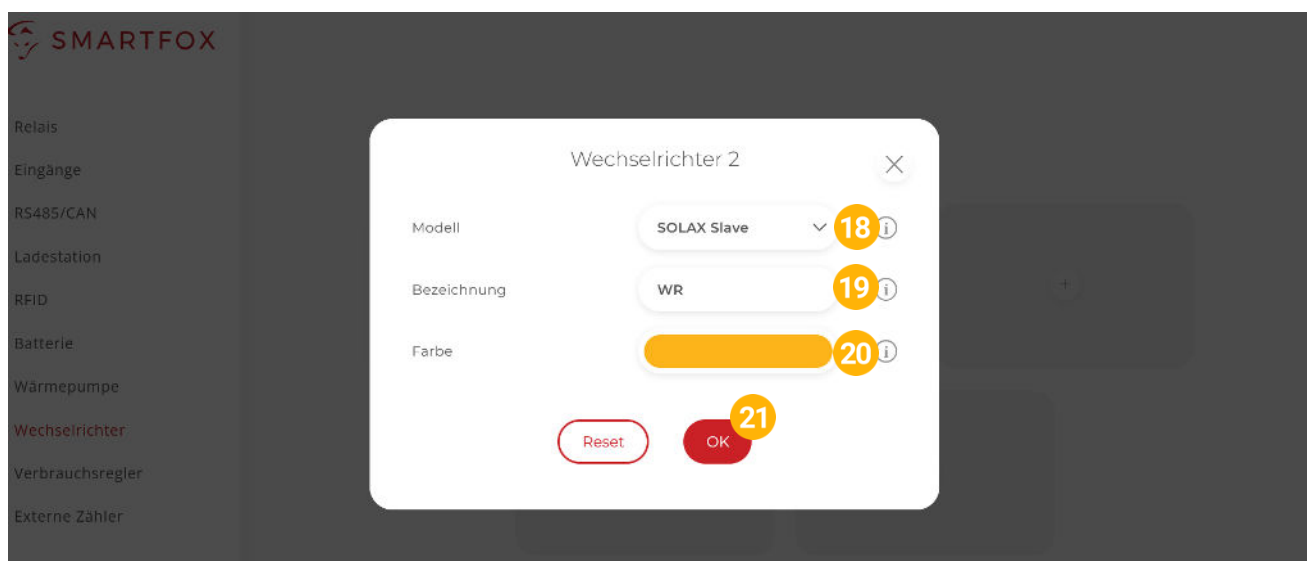 SMARTFOX
Relais
Eingänge
RS485/CAN
Ladestation
RFID
Batterie
Wärmepumpe
Wechselrichter
Verbrauchsregler
Externe Zähler
Wechselrichter 2
Modell
SOLAX Slave
18
Bezeichnung
WR
19
Farbe
20
21
Reset
OK